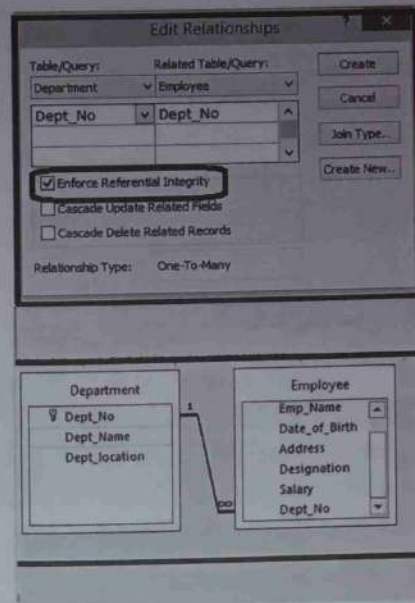 Edit Relationships ? ×
Table/Query: Related Table/Query: Create
Department Employee
Cancel
Dept_No Dept_No
Join Type..
Create New..
Enforce Referential Integrity
Cascade Update Related Fields
Cascade Delete Related Records
Relationship Type: One-To-Many
Department
Dept_No
Dept_Name
Dept_location
1
∞
Employee
Emp_Name
Date_of_Birth
Address
Designation
Salary
Dept_No